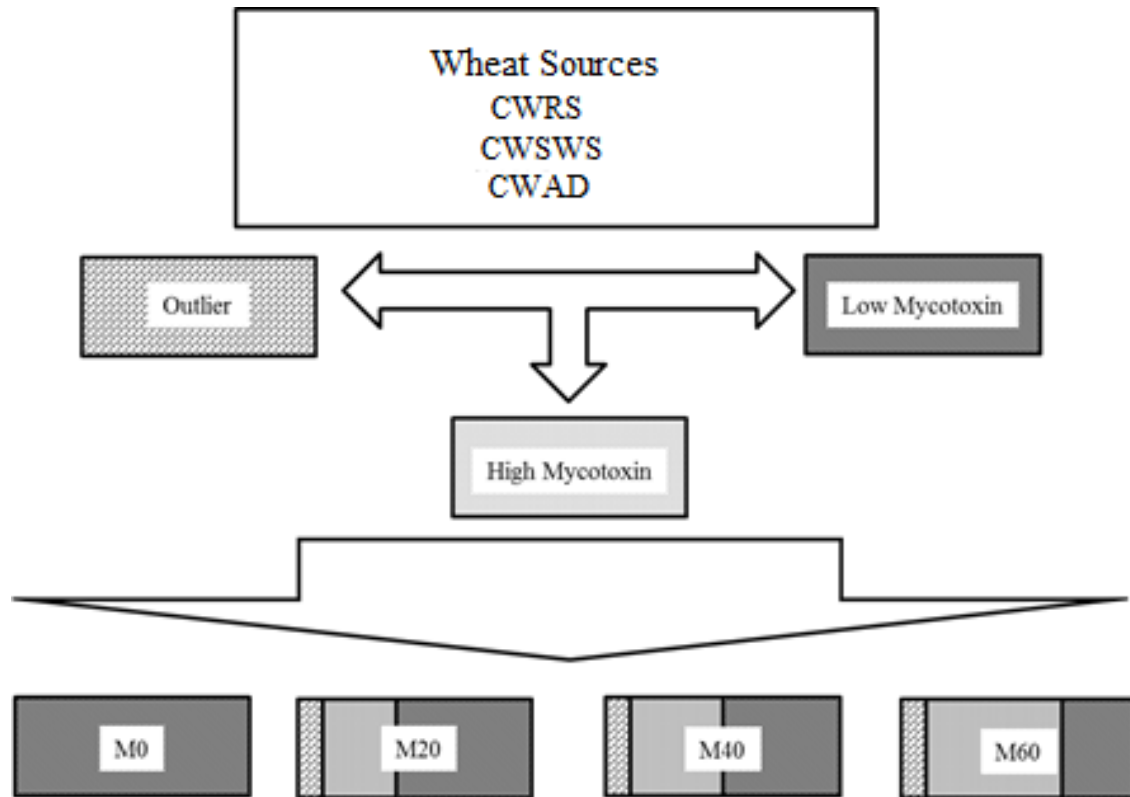 Wheat Sources
CWRS
CWSWS
CWAD
Outlier
Low Mycotoxin
High Mycotoxin
M0
M20
M40
M60